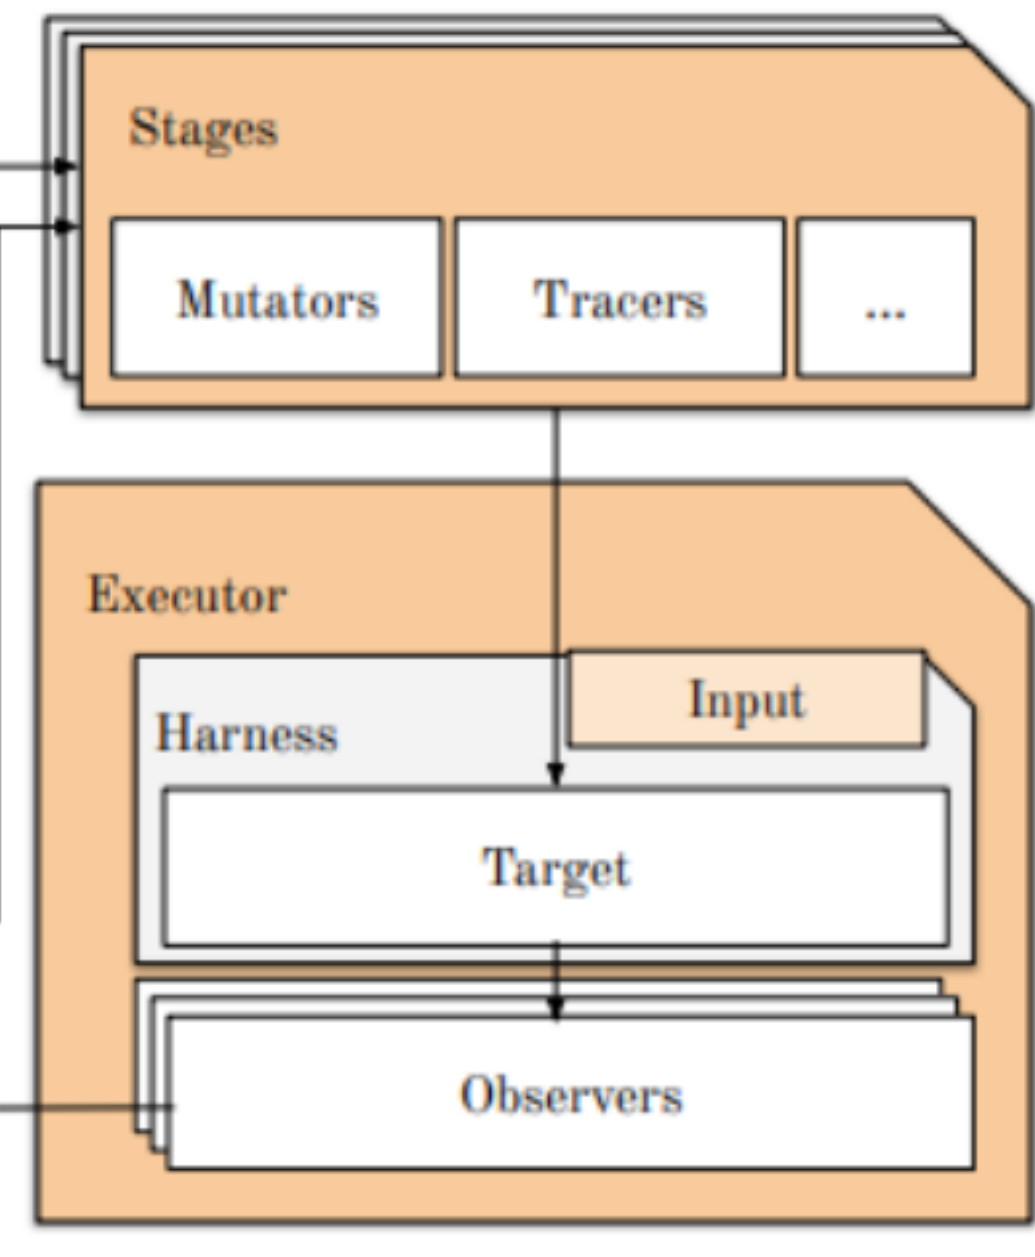 Stages
Mutators
Tracers
...
Executor
Input
Harness
Target
Observers